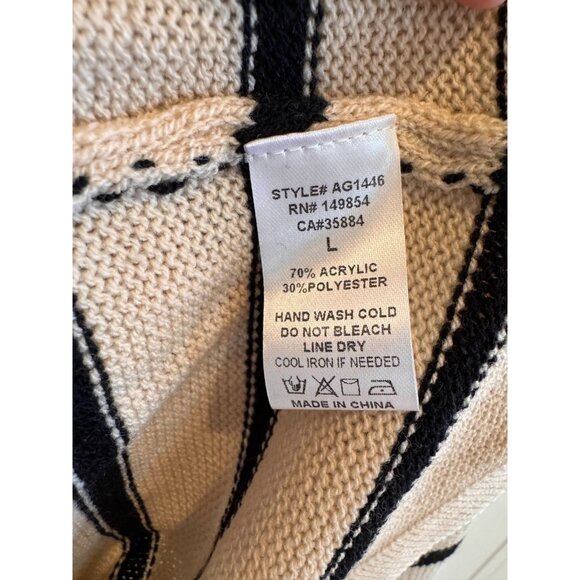 STYLE# AG1446
RN# 149854
CA#35884
L
70% ACRYLIC
30%POLYESTER
HAND WASH COLD
DO NOT BLEACH
LINE DRY
COOL IRON IF NEEDED
MADE IN CHINA